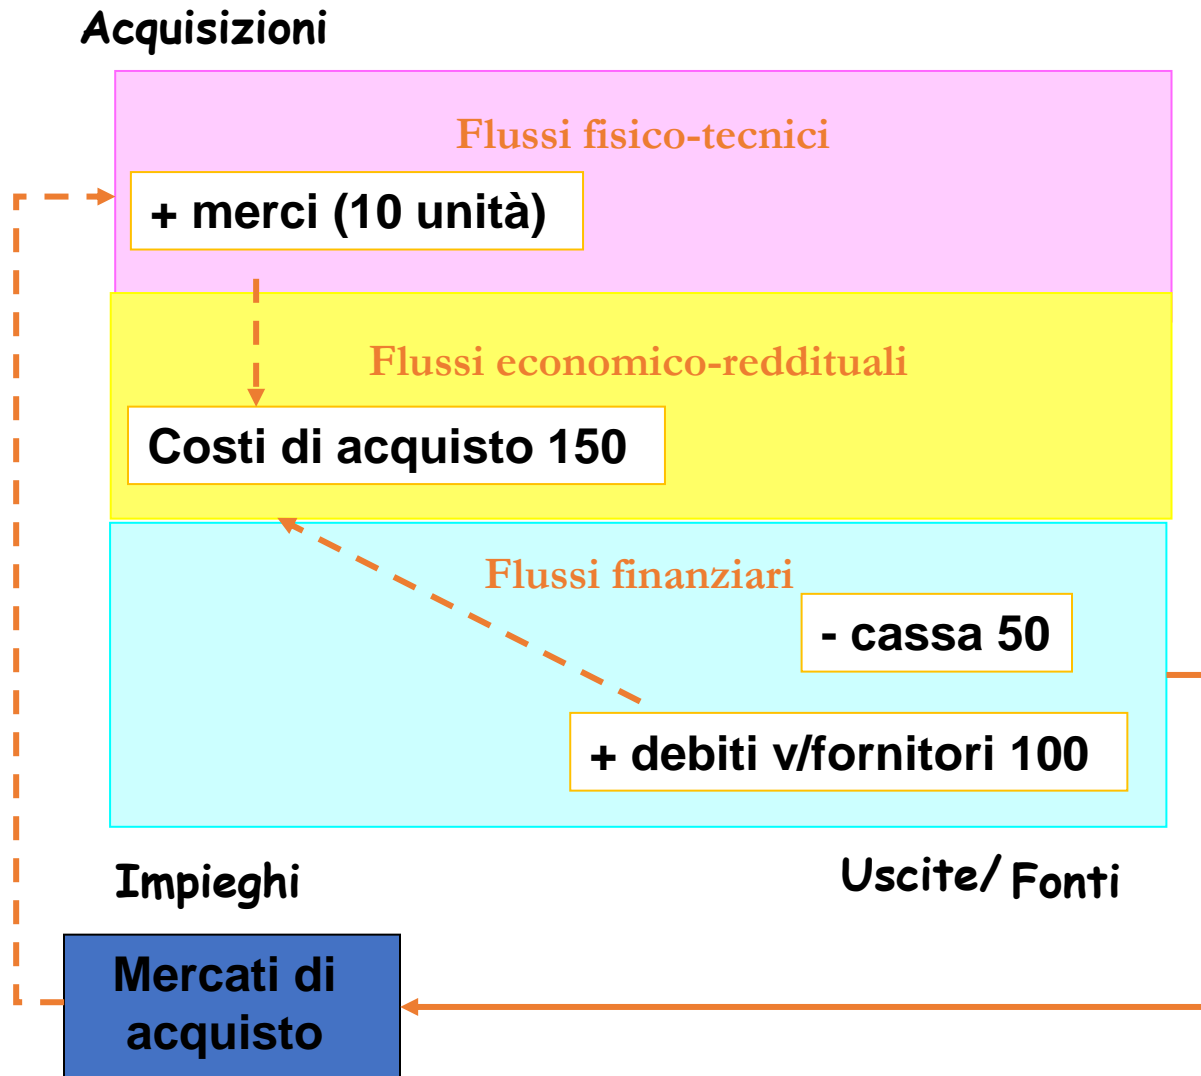 Acquisizioni
Flussi fisico-tecnici
+ merci (10 unità)
Flussi economico-reddituali
Costi di acquisto 150
Flussi finanziari
- cassa 50
+ debiti v/fornitori 100
Impieghi
Uscite/ Fonti
Mercati di
acquisto